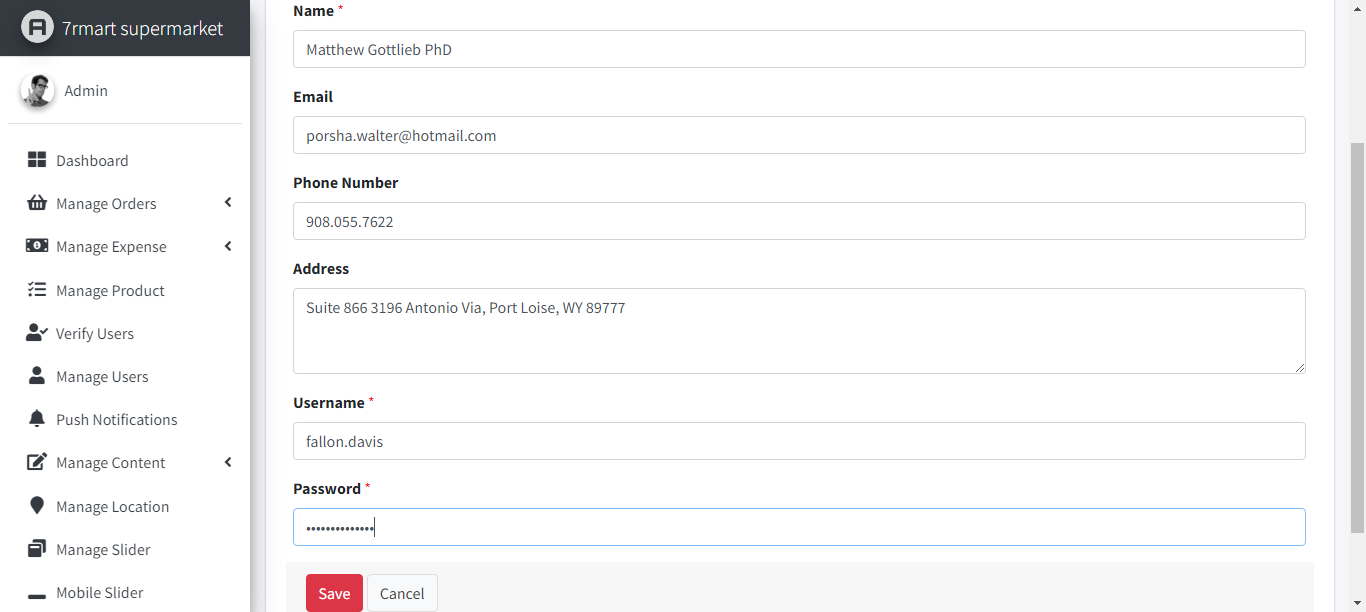 7rmart supermarket
Admin
Dashboard
Manage Orders
Manage Expense
Manage Product
Verify Users
Manage Users
Push Notifications
Manage Content
Manage Location
Manage Slider
Mobile Slider
Name *
Matthew Gottlieb PhD
Email
porsha.walter@hotmail.com
Phone Number
908.055.7622
Address
Suite 866 3196 Antonio Via, Port Loise, WY 89777
Username *
fallon.davis
Password *
••••••••••••••
Save Cancel